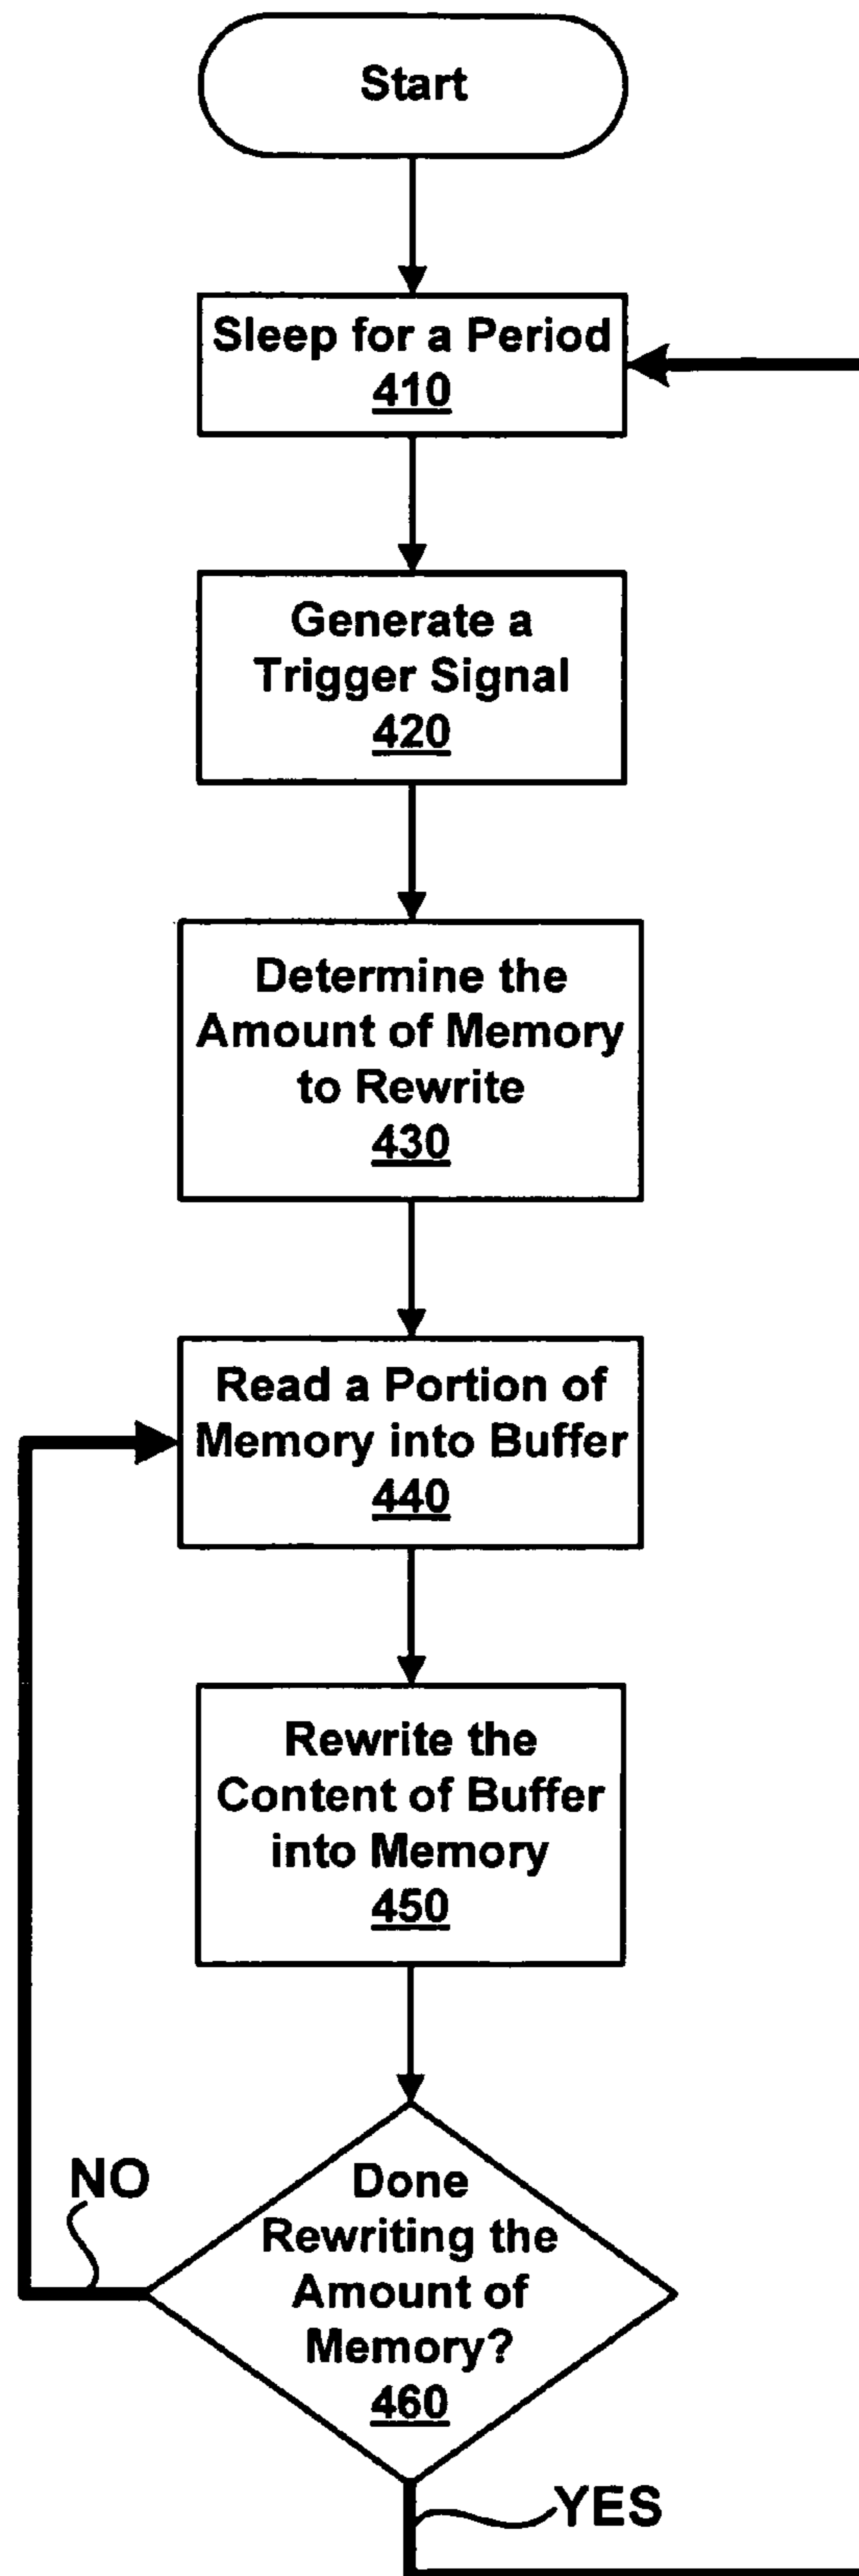 Start
Sleep for a Period
410
Generate a
Trigger Signal
420
Determine the
Amount of Memory
to Rewrite
430
Read a Portion of
Memory into Buffer
440
Rewrite the
Content of Buffer
into Memory
450
NO
Done
Rewriting the
Amount of
Memory?
460
YES